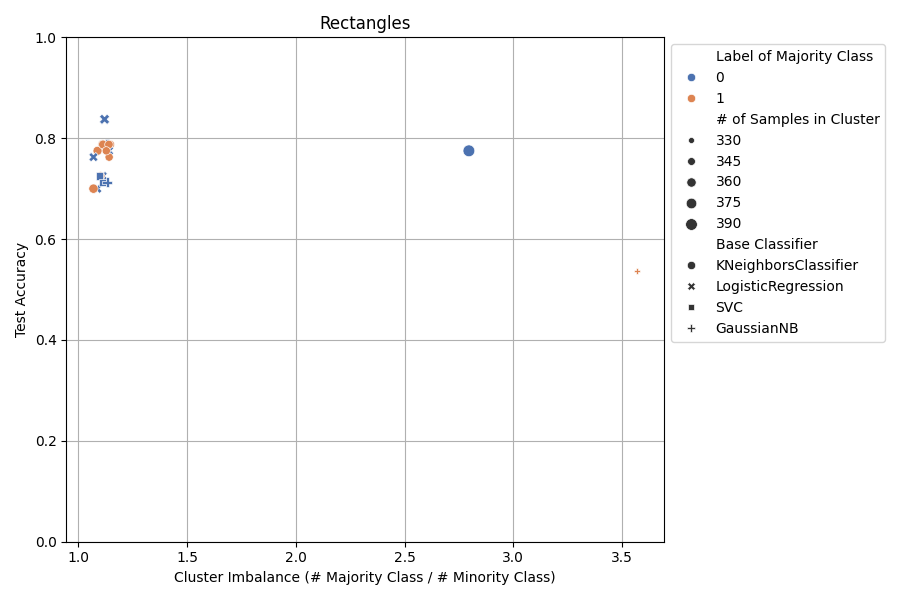 Rectangles
1.0
0.8
0.6
0.4
0.2
0.0
Test Accuracy
1.0 1.5 2.0 2.5 3.0 3.5
Cluster Imbalance (# Majority Class / # Minority Class)
Label of Majority Class
0
1
# of Samples in Cluster
330
345
360
375
390
Base Classifier
KNeighborsClassifier
LogisticRegression
SVC
GaussianNB